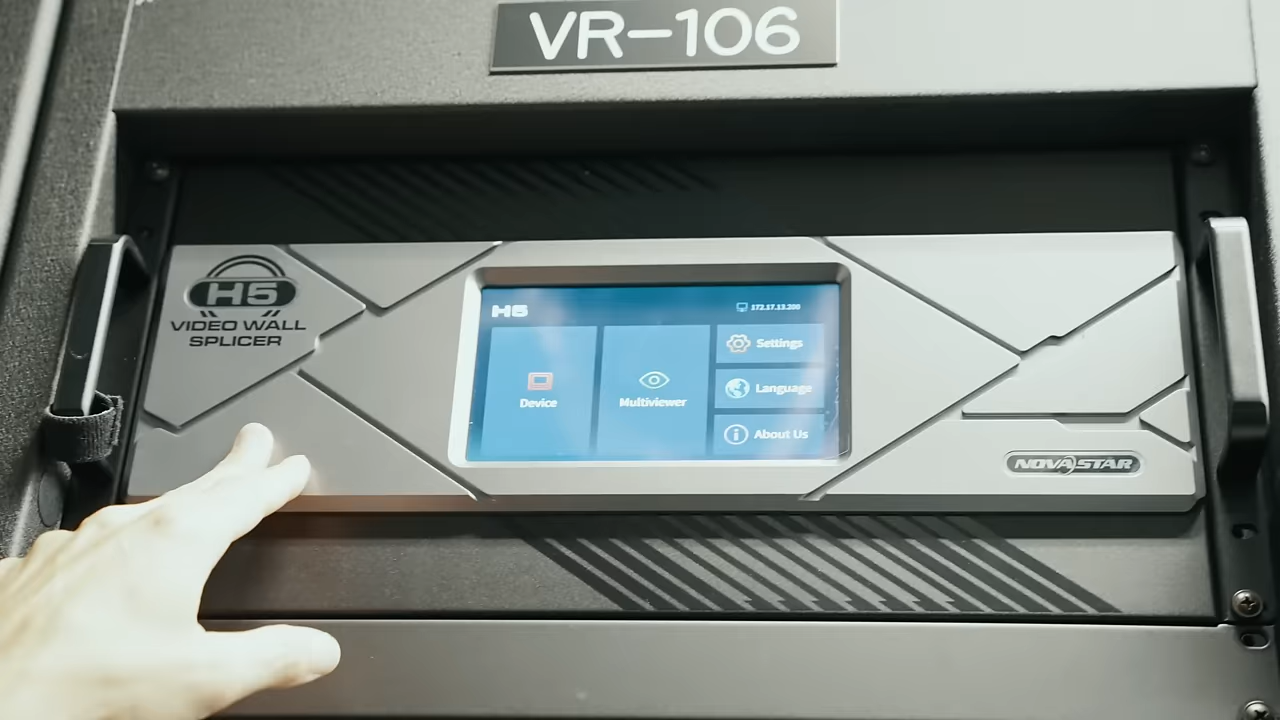 VR-106
H5
VIDEO WALL
SPLICER
H5
172.17.13.200
Device
Multiviewer
Settings
Language
About Us
NOVASTAR